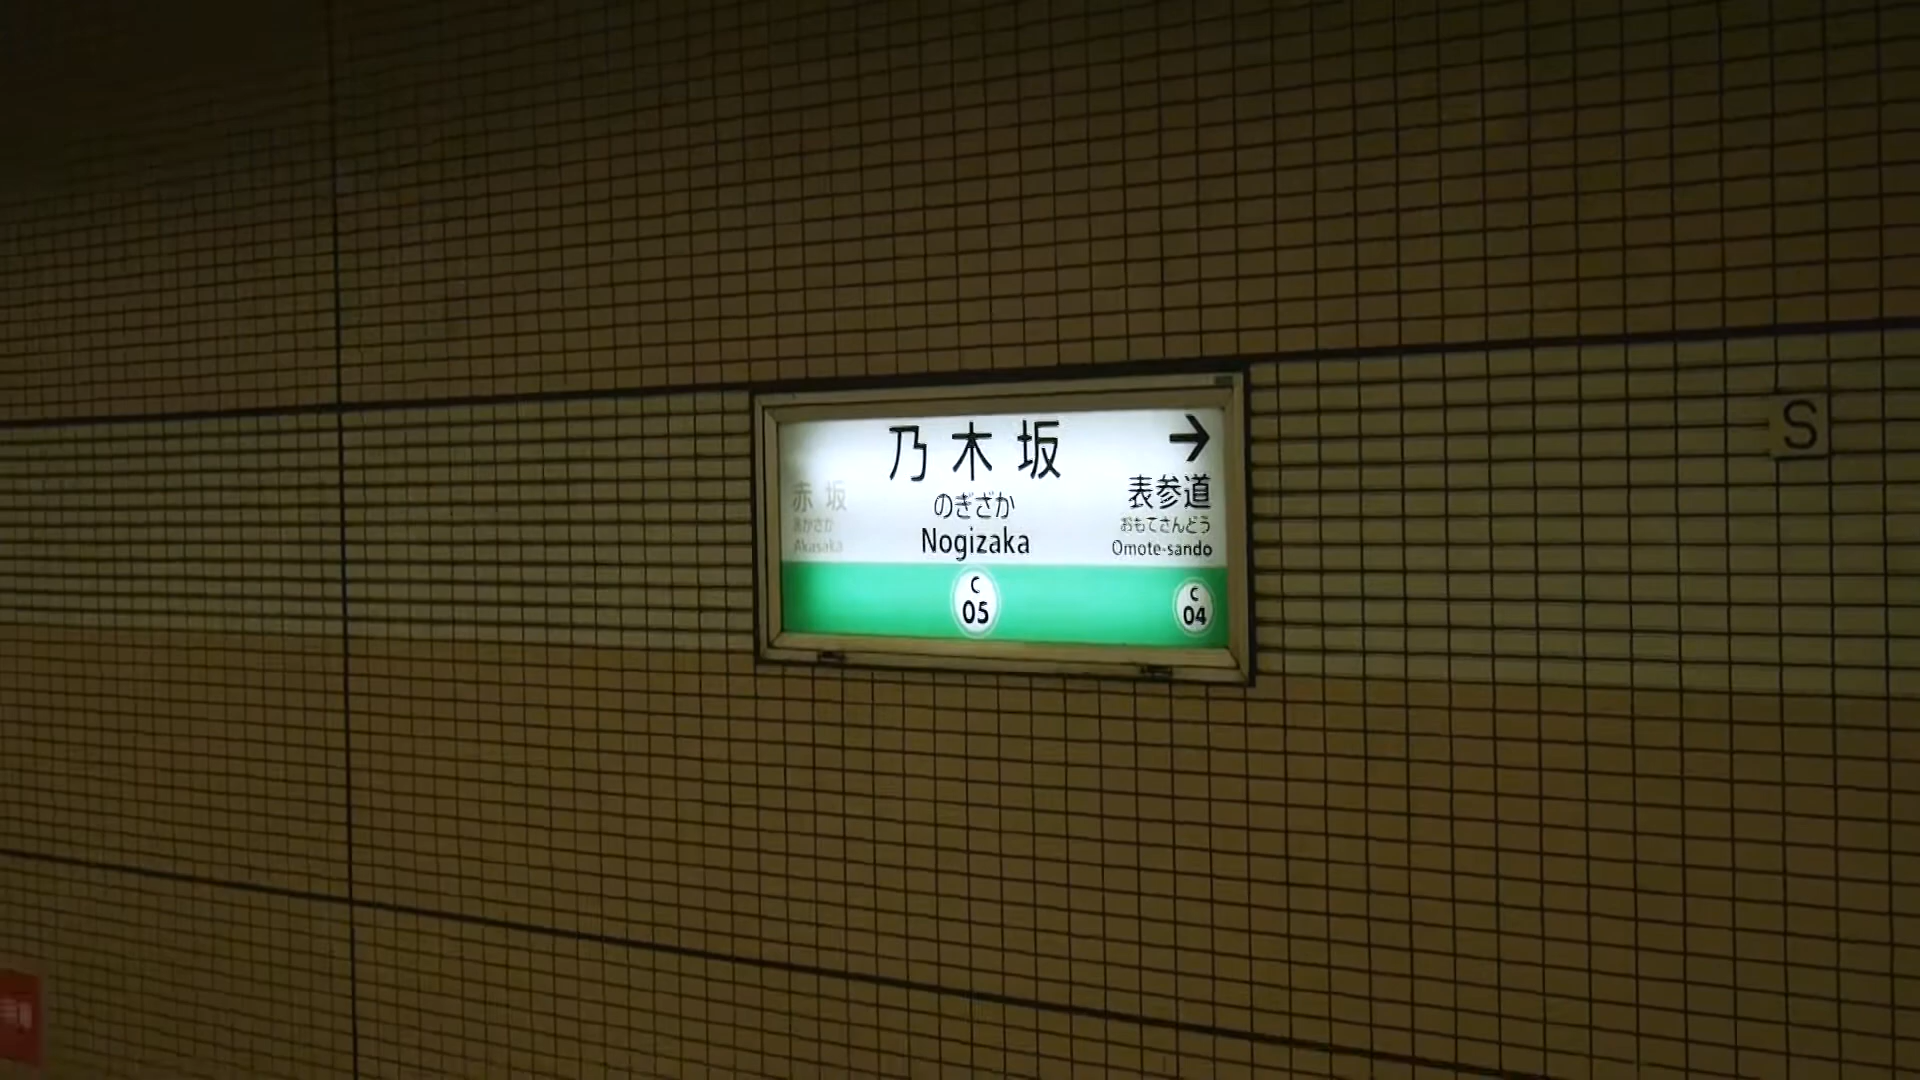 乃木坂
のぎざか
Nogizaka
C
05
赤坂
あかさか
Akasaka
→
表参道
おもてさんどう
Omote-sando
C
04
S